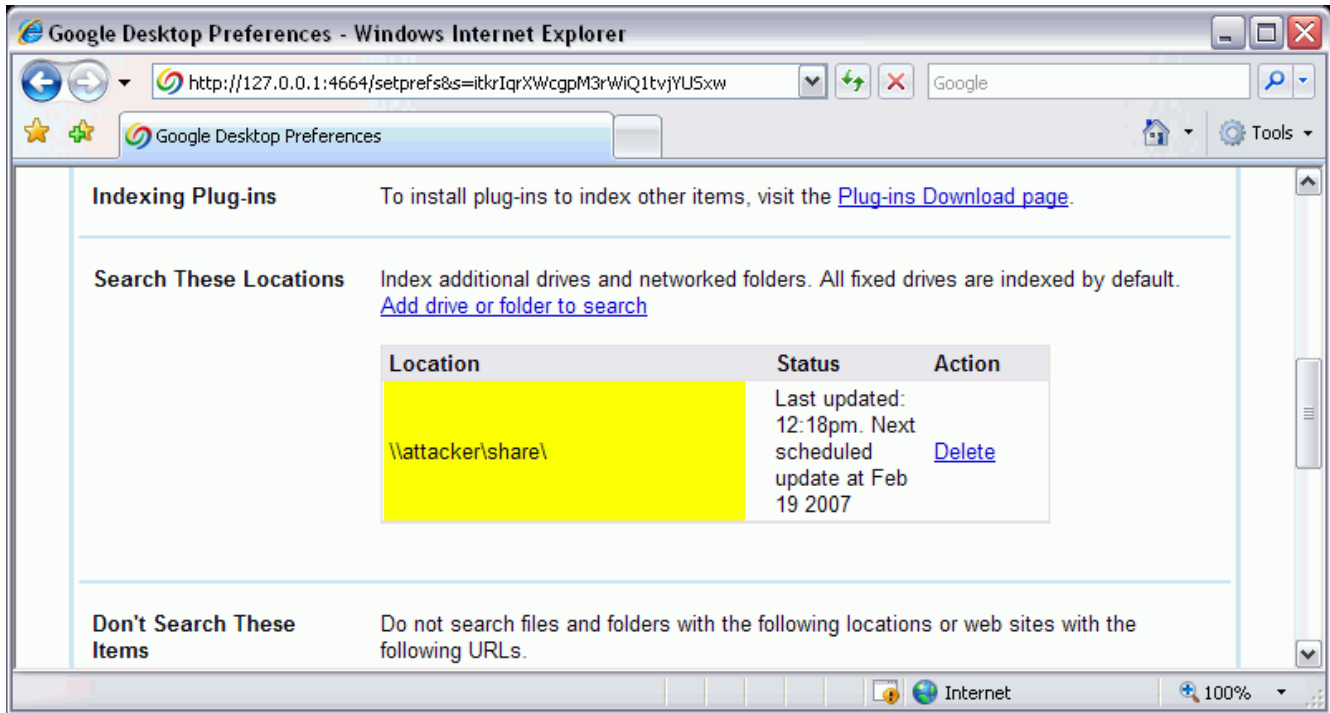 Google Desktop Preferences - Windows Internet Explorer
http://127.0.0.1:4664/setprefs&s=itkrIqrXWcgpM3rWiQ1tvjYU5xw
Google
Google Desktop Preferences
Tools
Indexing Plug-ins
To install plug-ins to index other items, visit the Plug-ins Download page.
Search These Locations
Index additional drives and networked folders. All fixed drives are indexed by default.
Add drive or folder to search
Location Status Action
\\attacker\share\
Last updated:
12:18pm. Next
scheduled
update at Feb
19 2007
Delete
Don't Search These
Items
Do not search files and folders with the following locations or web sites with the
following URLs.
Internet
100%